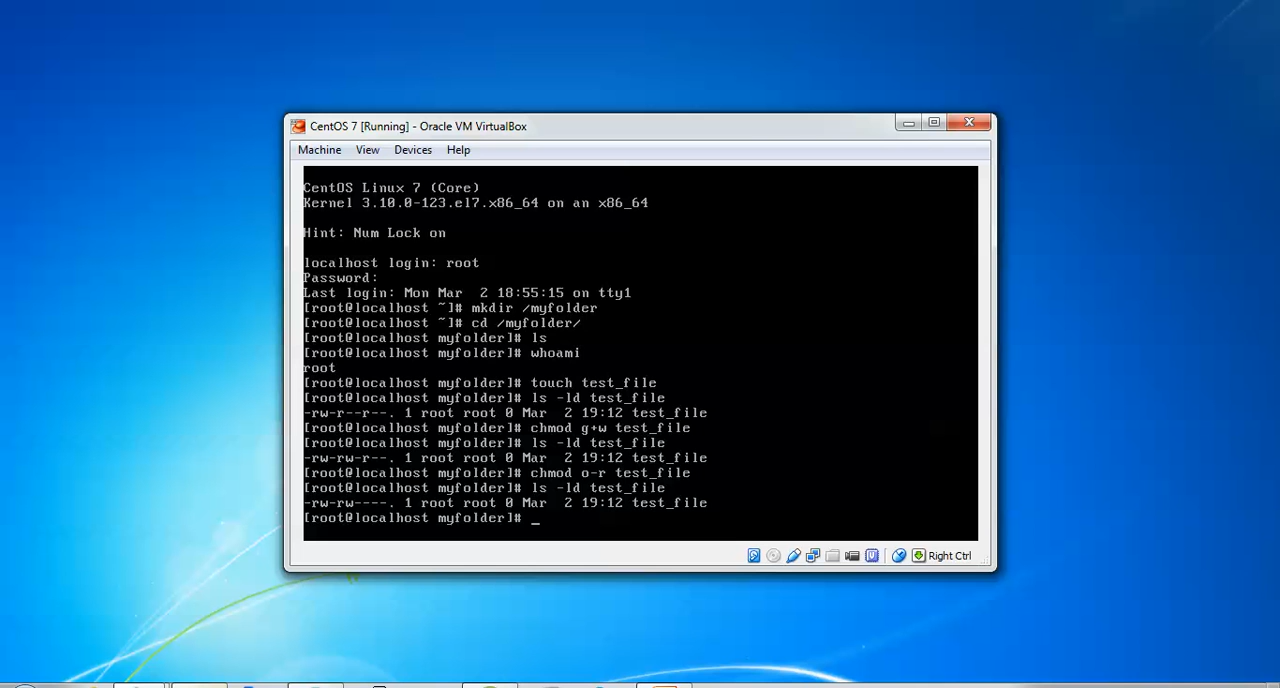 CentOS 7 [Running] - Oracle VM VirtualBox
Machine View Devices Help
CentOS Linux 7 (Core)
Kernel 3.10.0-123.el7.x86_64 on an x86_64
Hint: Num Lock on
localhost login: root
Password:
Last login: Mon Mar  2 18:55:15 on tty1
[root@localhost ~]# mkdir /myfolder
[root@localhost ~]# cd /myfolder/
[root@localhost myfolder]# ls
[root@localhost myfolder]# whoami
root
[root@localhost myfolder]# touch test_file
[root@localhost myfolder]# ls -ld test_file
-rw-r--r--. 1 root root 0 Mar  2 19:12 test_file
[root@localhost myfolder]# chmod g+w test_file
[root@localhost myfolder]# ls -ld test_file
-rw-rw-r--. 1 root root 0 Mar  2 19:12 test_file
[root@localhost myfolder]# chmod o-r test_file
[root@localhost myfolder]# ls -ld test_file
-rw-rw----. 1 root root 0 Mar  2 19:12 test_file
[root@localhost myfolder]# _
Right Ctrl